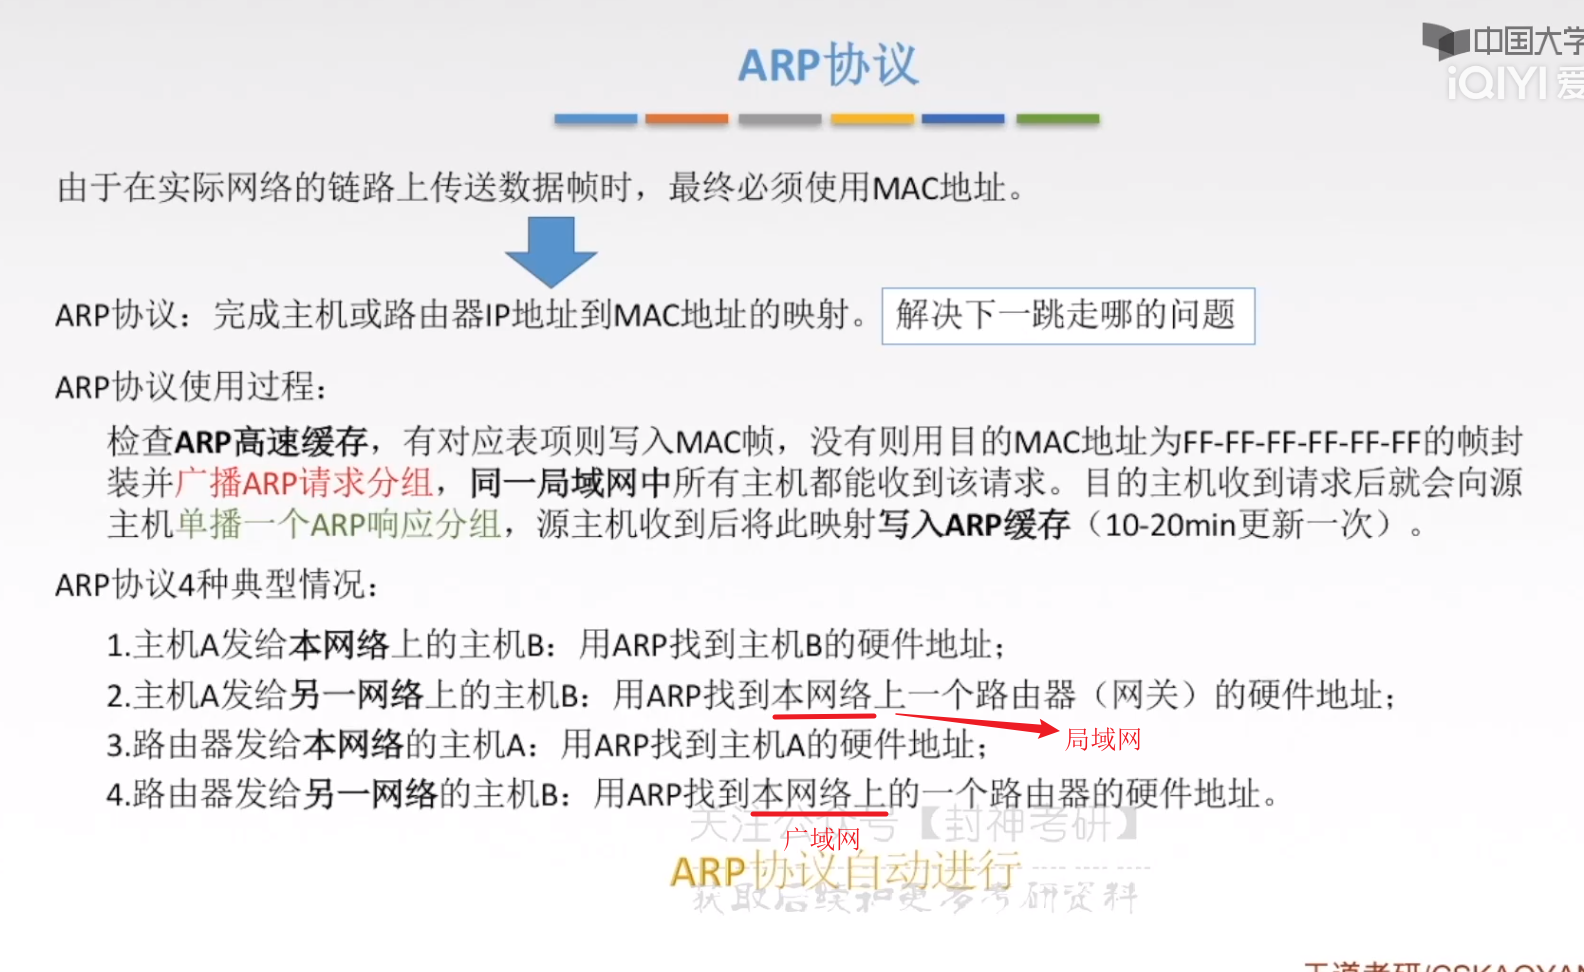 中国大学
iQIYI 爱
ARP协议
由于在实际网络的链路上传送数据帧时，最终必须使用MAC地址。
ARP协议：完成主机或路由器IP地址到MAC地址的映射。 解决下一跳走哪的问题
ARP协议使用过程：
检查ARP高速缓存，有对应表项则写入MAC帧，没有则用目的MAC地址为FF-FF-FF-FF-FF-FF的帧封
装并广播ARP请求分组，同一局域网中所有主机都能收到该请求。目的主机收到请求后就会向源
主机单播一个ARP响应分组，源主机收到后将此映射写入ARP缓存（10-20min更新一次）。
ARP协议4种典型情况：
1.主机A发给本网络上的主机B：用ARP找到主机B的硬件地址；
2.主机A发给另一网络上的主机B：用ARP找到本网络上一个路由器（网关）的硬件地址；
局域网
3.路由器发给本网络的主机A：用ARP找到主机A的硬件地址；
4.路由器发给另一网络的主机B：用ARP找到本网络上的一个路由器的硬件地址。
关注公众号【封神考研】
广域网
ARP协议自动进行
获取后续和更多考研资料
王道考研/CSKAOYAN